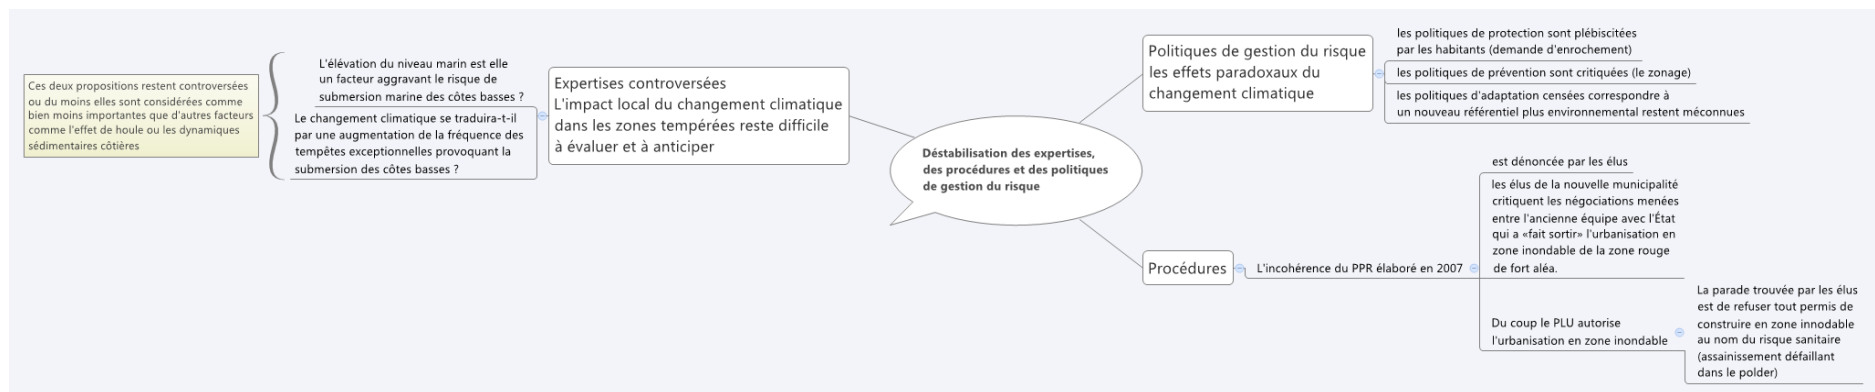 Ces deux propositions restent controversées
ou du moins elles sont considérées comme
bien moins importantes que d'autres facteurs
comme l'effet de houle ou les dynamiques
sédimentaires côtières
L'élévation du niveau marin est elle
un facteur aggravant le risque de
submersion marine des côtes basses ?
Le changement climatique se traduira-t-il
par une augmentation de la fréquence des
tempêtes exceptionnelles provoquant la
submersion des côtes basses ?
Expertises controversées
L'impact local du changement climatique
dans les zones tempérées reste difficile
à évaluer et à anticiper
Déstabilisation des expertises,
des procédures et des politiques
de gestion du risque
Politiques de gestion du risque
les effets paradoxaux du
changement climatique
les politiques de protection sont plébiscitées
par les habitants (demande d'enrochement)
les politiques de prévention sont critiquées (le zonage)
les politiques d'adaptation censées correspondre à
un nouveau référentiel plus environnemental restent méconnues
Procédures
L'incohérence du PPR élaboré en 2007
est dénoncée par les élus
les élus de la nouvelle municipalité
critiquent les négociations menées
entre l'ancienne équipe avec l'État
qui a «fait sortir» l'urbanisation en
zone inondable de la zone rouge
de fort aléa.
Du coup le PLU autorise
l'urbanisation en zone inondable
La parade trouvée par les élus
est de refuser tout permis de
construire en zone innodable
au nom du risque sanitaire
(assainissement défaillant
dans le polder)